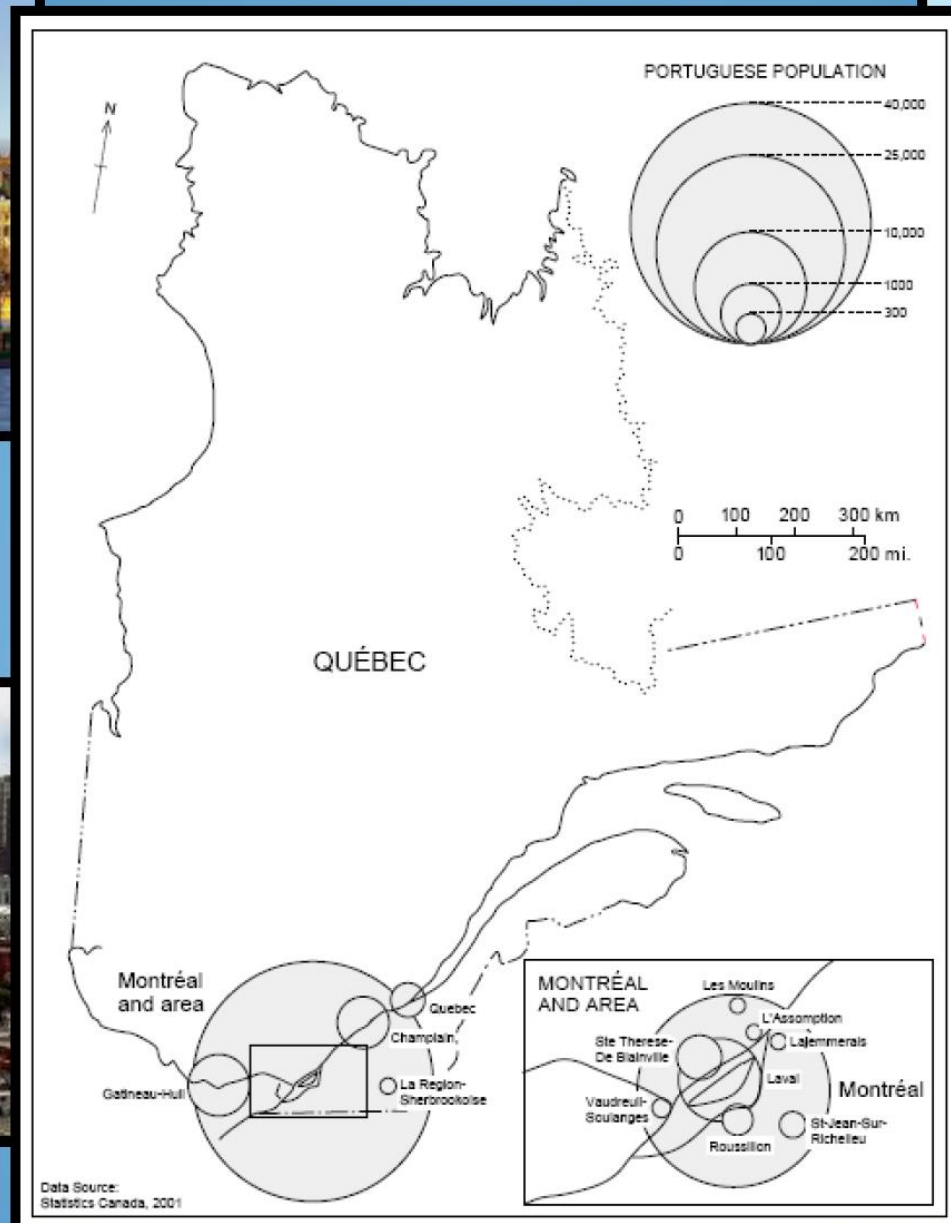 PORTUGUESE POPULATION
40,000
25,000
10,000
1000
300
N
0 100 200 300 km
0 100 200 mi.
QUÉBEC
Montréal
and area
Quebec
Champlain,
Gatineau-Hull
La Region-
Sherbrookoise
MONTRÉAL
AND AREA
Les Moulins
L'Assomption
Ste Therese-
De Blainville
Lajemmerais
Laval
Montréal
Vaudreuil-
Soulanges
St-Jean-Sur-
Richelieu
Roussillon
Data Source:
Statistics Canada, 2001